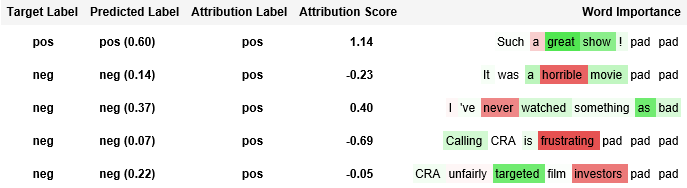 Target Label Predicted Label Attribution Label Attribution Score Word Importance
pos pos (0.60) pos 1.14 Such a great show ! pad pad
neg neg (0.14) pos -0.23 It was a horrible movie pad pad
neg neg (0.37) pos 0.40 I 've never watched something as bad
neg neg (0.07) pos -0.69 Calling CRA is frustrating pad pad pad
neg neg (0.22) pos -0.05 CRA unfairly targeted film investors pad pad